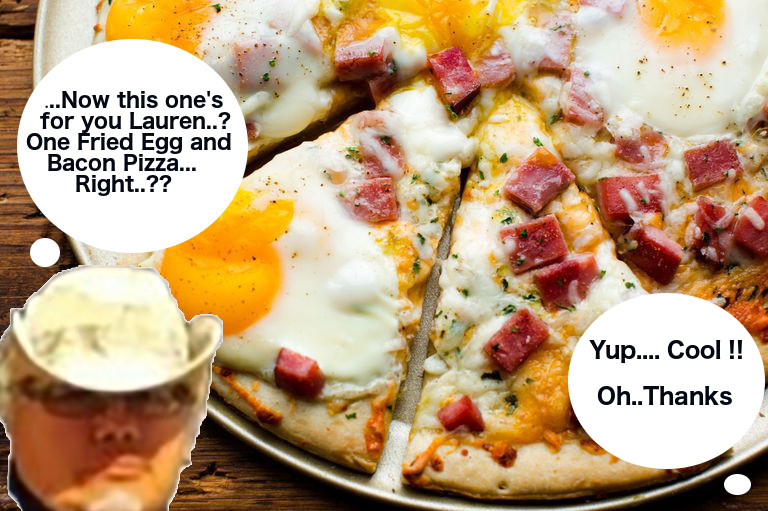 ...Now this one's
for you Lauren..?
One Fried Egg and
Bacon Pizza...
Right..??
Yup.... Cool !!
Oh..Thanks